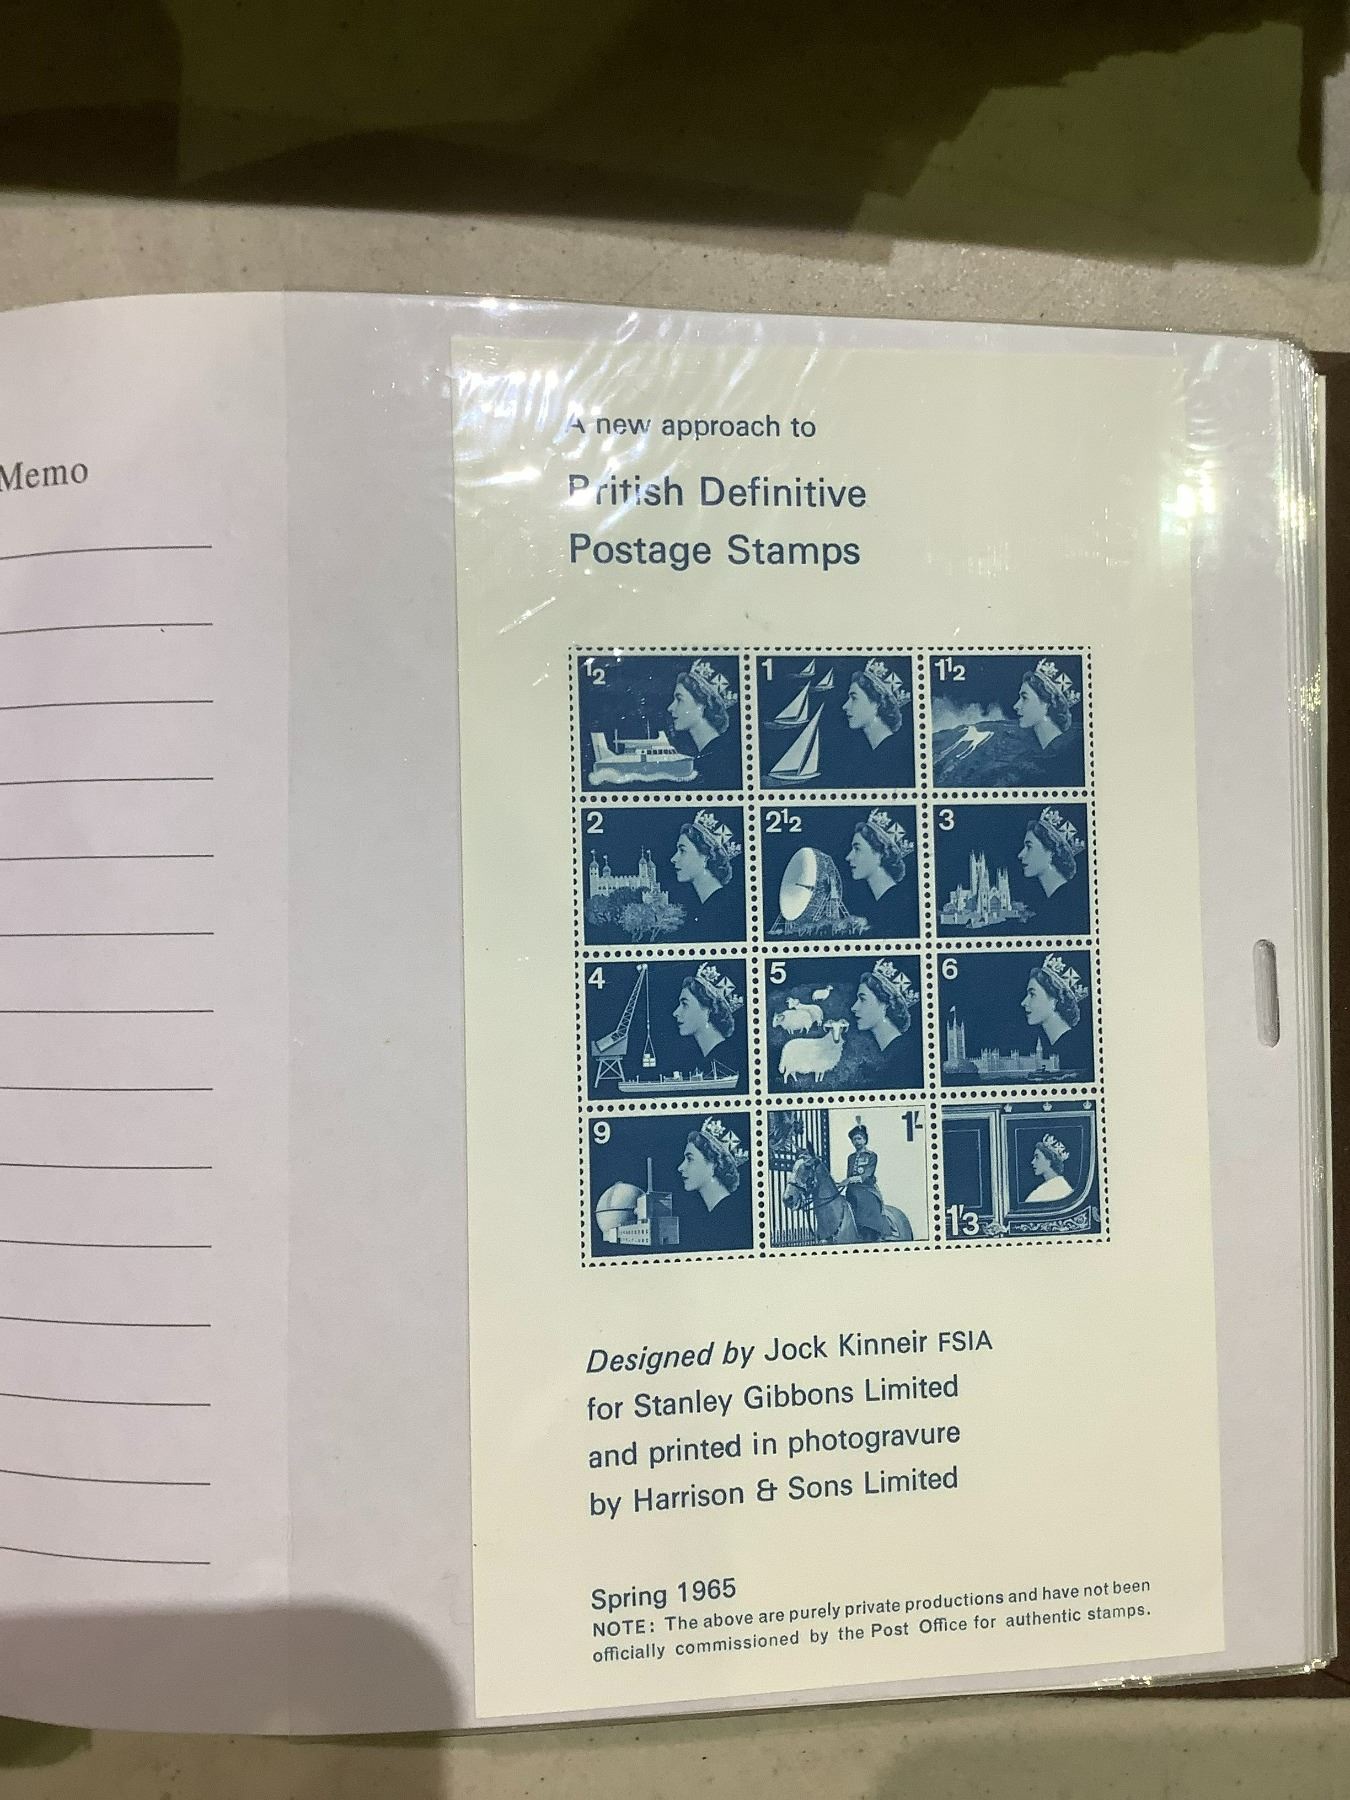 Memo
A new approach to
British Definitive
Postage Stamps
½ 1 1½
2 2½ 3
4 5 6
9 1/- 1/3
Designed by Jock Kinneir FSIA
for Stanley Gibbons Limited
and printed in photogravure
by Harrison & Sons Limited
Spring 1965
NOTE: The above are purely private productions and have not been
officially commissioned by the Post Office for authentic stamps.